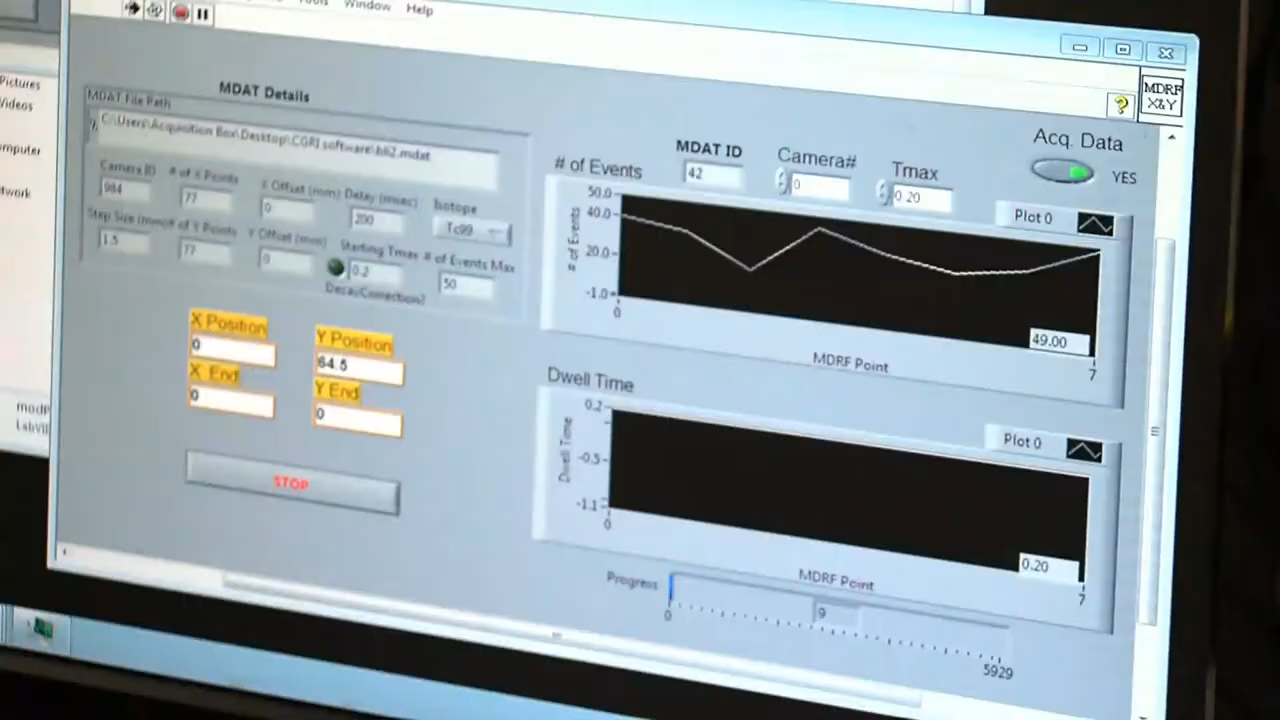 Tools Window Help
Pictures
Videos
omputer
twork
MDAT Details
MDAT File Path
C:\Users\Acquisition Box\Desktop\CGRI software\bli2.mdat
Camera ID
984
# of X Points
77
X Offset (mm)
0
Delay (msec)
200
Isotope
Tc99
Step Size (mm)
1.5
# of Y Points
77
Y Offset (mm)
0
Starting Tmax
0.2
# of Events Max
50
DecayCorrection?
X Position
0
Y Position
64.5
X End
0
Y End
0
STOP
MDRF
X&Y
Acq. Data
YES
MDAT ID
42
Camera#
0
Tmax
0.20
# of Events
Plot 0
# of Events
50.0
40.0
20.0
-1.0
0
49.00
7
MDRF Point
Dwell Time
Plot 0
Dwell Time
0.2
-0.5
-1.1
0
0.20
7
MDRF Point
Progress
9
0
5929